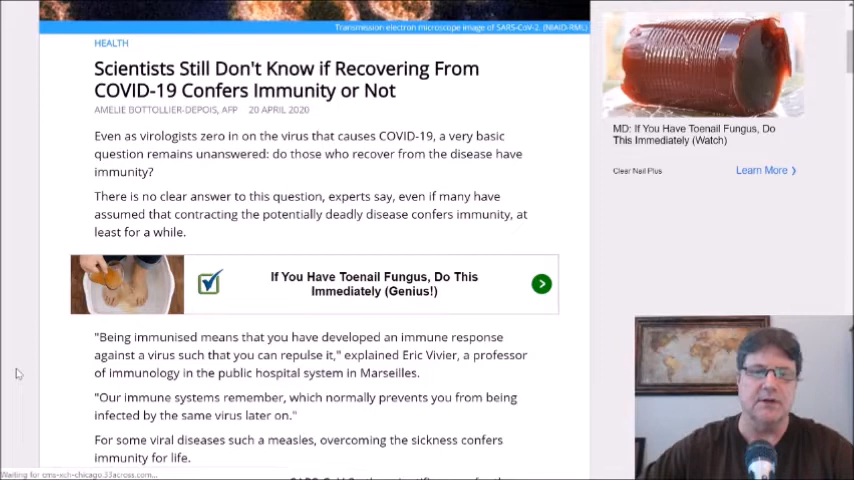 Transmission electron microscope image of SARS-CoV-2. (NIAID-RML)
HEALTH
Scientists Still Don't Know if Recovering From
COVID-19 Confers Immunity or Not
AMELIE BOTTOLLIER-DEPOIS, AFP    20 APRIL 2020
Even as virologists zero in on the virus that causes COVID-19, a very basic
question remains unanswered: do those who recover from the disease have
immunity?
There is no clear answer to this question, experts say, even if many have
assumed that contracting the potentially deadly disease confers immunity, at
least for a while.
If You Have Toenail Fungus, Do This
Immediately (Genius!)
"Being immunised means that you have developed an immune response
against a virus such that you can repulse it," explained Eric Vivier, a professor
of immunology in the public hospital system in Marseilles.
"Our immune systems remember, which normally prevents you from being
infected by the same virus later on."
For some viral diseases such a measles, overcoming the sickness confers
immunity for life.
MD: If You Have Toenail Fungus, Do
This Immediately (Watch)
Clear Nail Plus
Learn More
Waiting for cms-xch-chicago.33across.com...